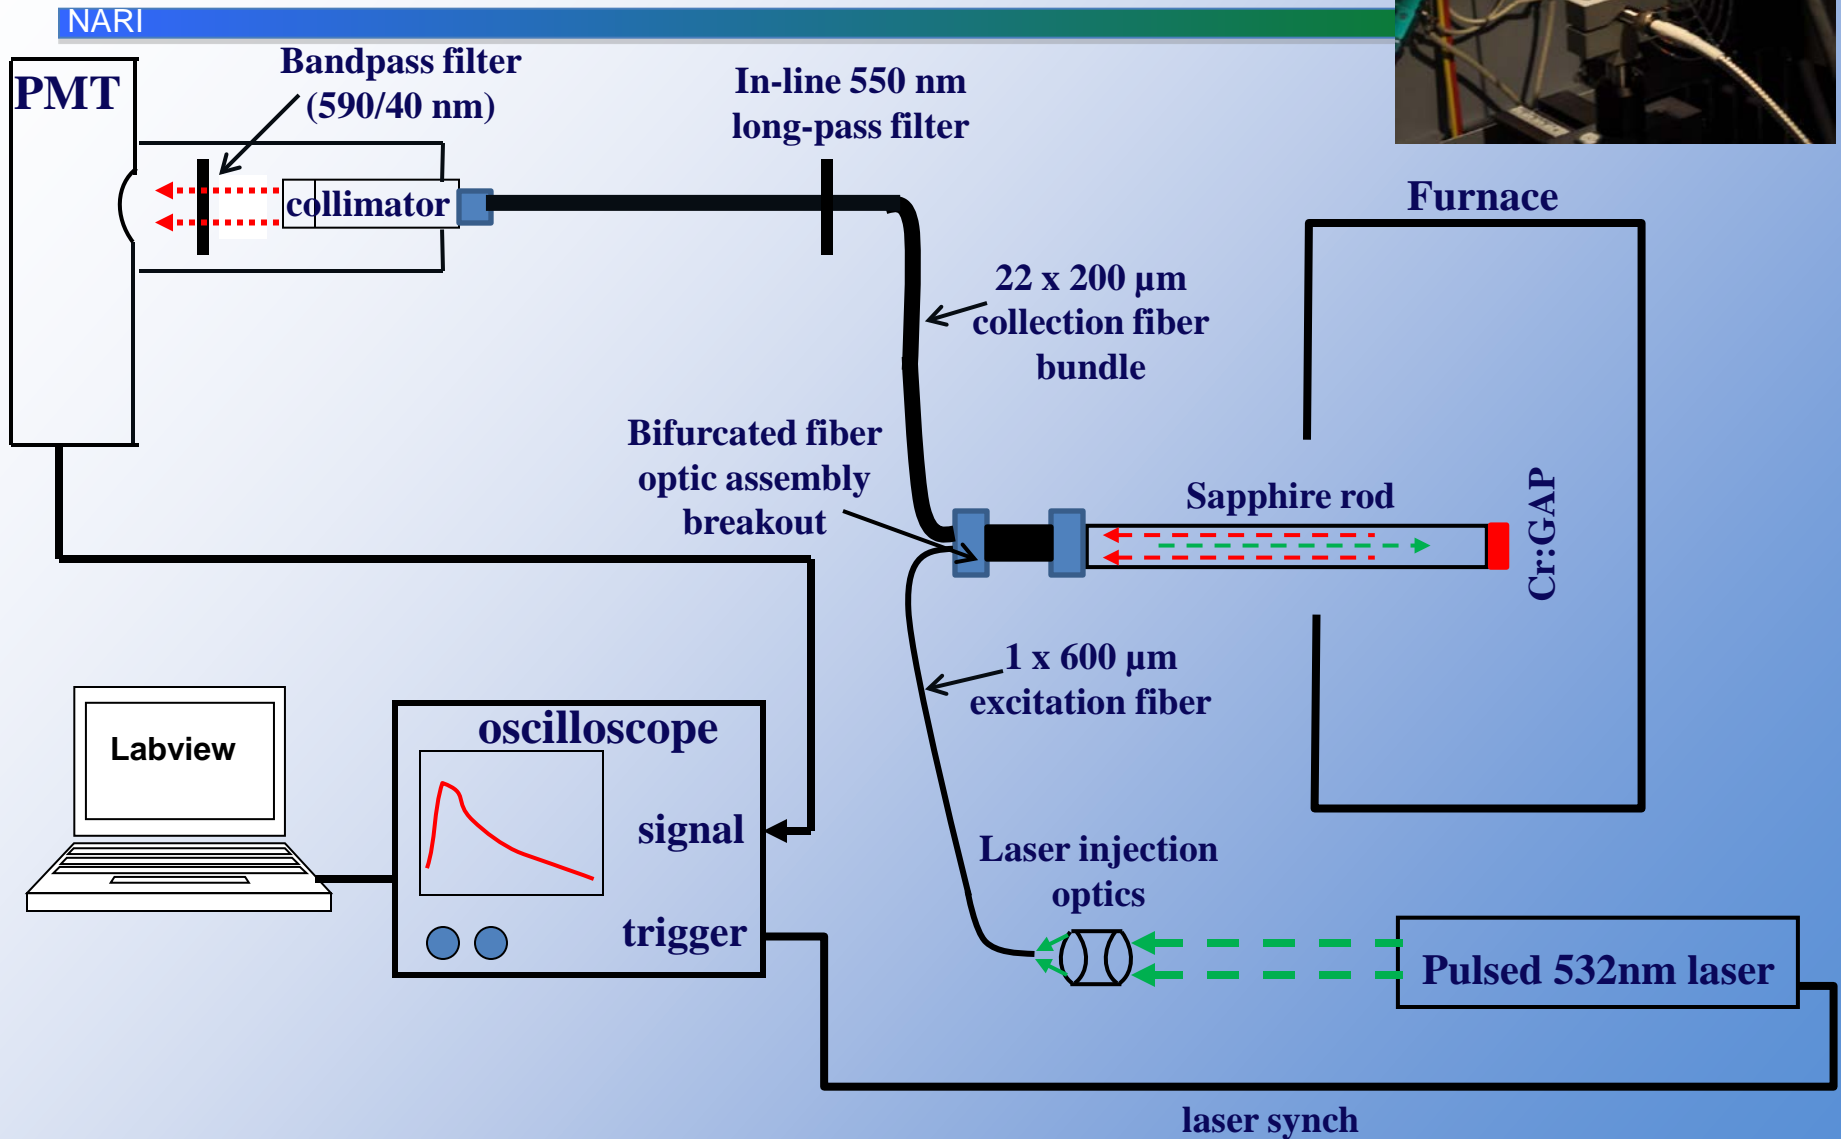 NARI
PMT
Bandpass filter
(590/40 nm)
In-line 550 nm
long-pass filter
collimator
Furnace
22 x 200 µm
collection fiber
bundle
Bifurcated fiber
optic assembly
breakout
Sapphire rod
Cr:GAP
1 x 600 µm
excitation fiber
Labview
oscilloscope
signal
trigger
Laser injection
optics
Pulsed 532nm laser
laser synch